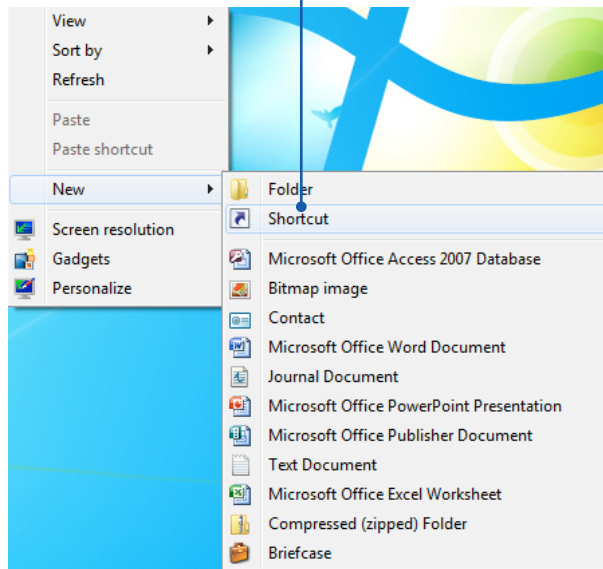 View
Sort by
Refresh
Paste
Paste shortcut
New
Screen resolution
Gadgets
Personalize
Folder
Shortcut
Microsoft Office Access 2007 Database
Bitmap image
Contact
Microsoft Office Word Document
Journal Document
Microsoft Office PowerPoint Presentation
Microsoft Office Publisher Document
Text Document
Microsoft Office Excel Worksheet
Compressed (zipped) Folder
Briefcase